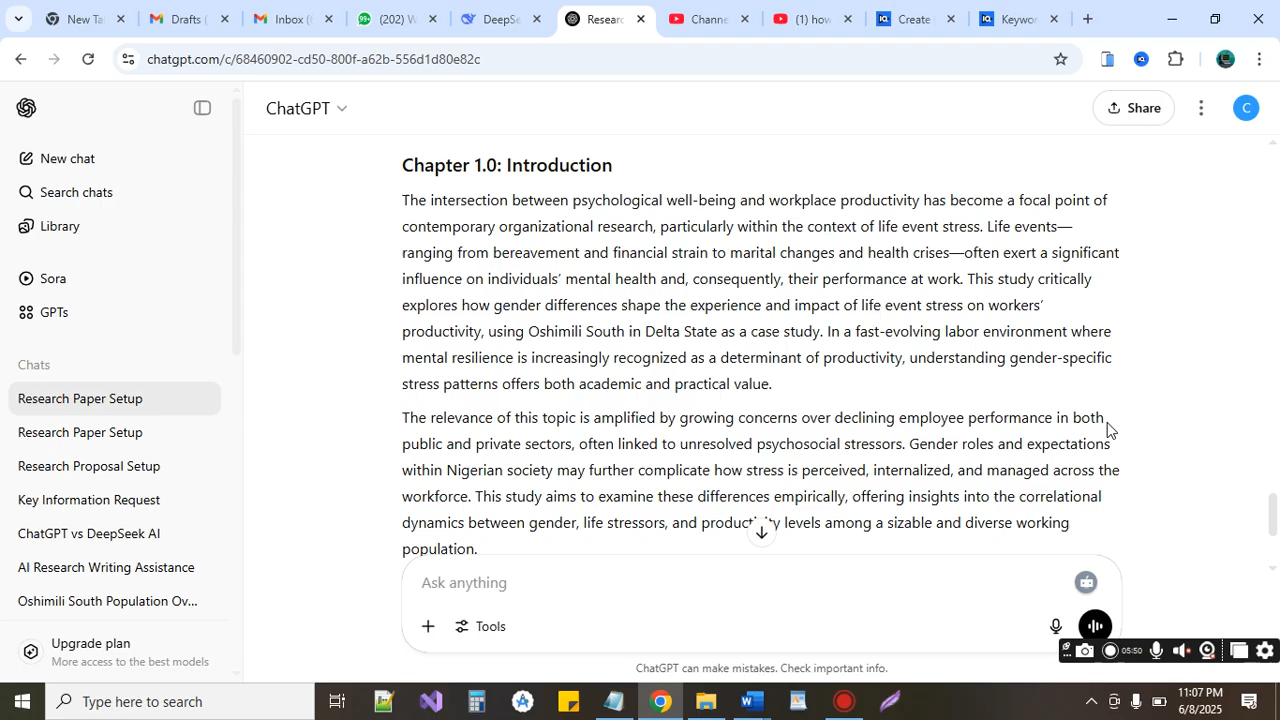 New Ta
Drafts (
Inbox (
(202) W
DeepSe
Researc
Channe
(1) how
Create
Keywor
chatgpt.com/c/68460902-cd50-800f-a62b-556d1d80e82c
ChatGPT
Share
C
New chat
Search chats
Library
Sora
GPTs
Chats
Research Paper Setup
Research Paper Setup
Research Proposal Setup
Key Information Request
ChatGPT vs DeepSeek AI
AI Research Writing Assistance
Oshimili South Population Ov...
Upgrade plan
More access to the best models
Chapter 1.0: Introduction
The intersection between psychological well-being and workplace productivity has become a focal point of
contemporary organizational research, particularly within the context of life event stress. Life events—
ranging from bereavement and financial strain to marital changes and health crises—often exert a significant
influence on individuals’ mental health and, consequently, their performance at work. This study critically
explores how gender differences shape the experience and impact of life event stress on workers’
productivity, using Oshimili South in Delta State as a case study. In a fast-evolving labor environment where
mental resilience is increasingly recognized as a determinant of productivity, understanding gender-specific
stress patterns offers both academic and practical value.
The relevance of this topic is amplified by growing concerns over declining employee performance in both
public and private sectors, often linked to unresolved psychosocial stressors. Gender roles and expectations
within Nigerian society may further complicate how stress is perceived, internalized, and managed across the
workforce. This study aims to examine these differences empirically, offering insights into the correlational
dynamics between gender, life stressors, and productivity levels among a sizable and diverse working
population.
Ask anything
Tools
05:50
ChatGPT can make mistakes. Check important info.
Type here to search
11:07 PM
6/8/2025